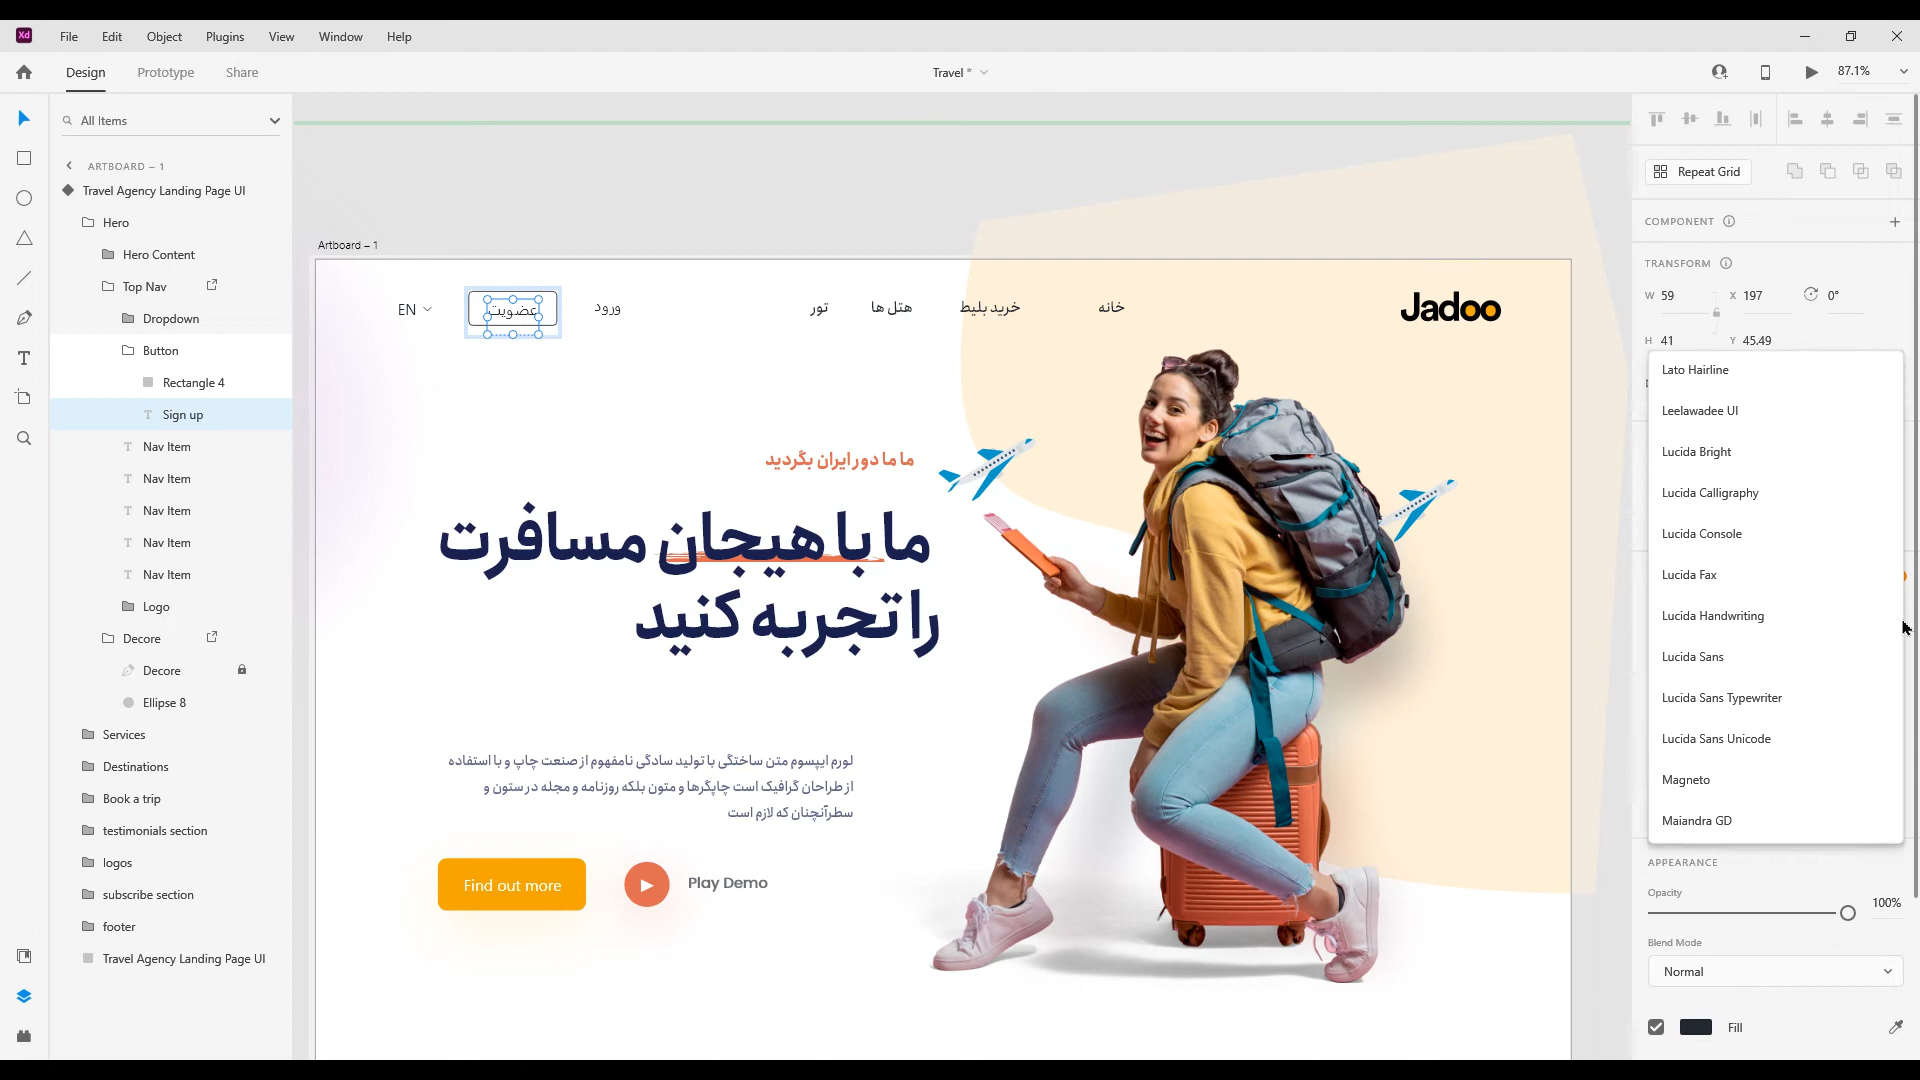 File Edit Object Plugins View Window Help
Design Prototype Share
Travel *
87.1%
All Items
ARTBOARD – 1
Travel Agency Landing Page UI
Hero
Hero Content
Top Nav
Dropdown
Button
Rectangle 4
Sign up
Nav Item
Nav Item
Nav Item
Nav Item
Nav Item
Logo
Decore
Decore
Ellipse 8
Services
Destinations
Book a trip
testimonials section
logos
subscribe section
footer
Travel Agency Landing Page UI
Artboard – 1
Jadoo
خانه
خرید بلیط
هتل ها
تور
ورود
عضویت
EN
ما ما دور ایران بگردید
ما با هیجان مسافرت
را تجربه کنید
لورم ایپسوم متن ساختگی با تولید سادگی نامفهوم از صنعت چاپ و با استفاده
از طراحان گرافیک است چاپگرها و متون بلکه روزنامه و مجله در ستون و
سطرآنچنان که لازم است
Find out more
Play Demo
Repeat Grid
COMPONENT
TRANSFORM
W 59 X 197 0°
H 41 Y 45.49
Lato Hairline
Leelawadee UI
Lucida Bright
Lucida Calligraphy
Lucida Console
Lucida Fax
Lucida Handwriting
Lucida Sans
Lucida Sans Typewriter
Lucida Sans Unicode
Magneto
Maiandra GD
APPEARANCE
Opacity
100%
Blend Mode
Normal
Fill